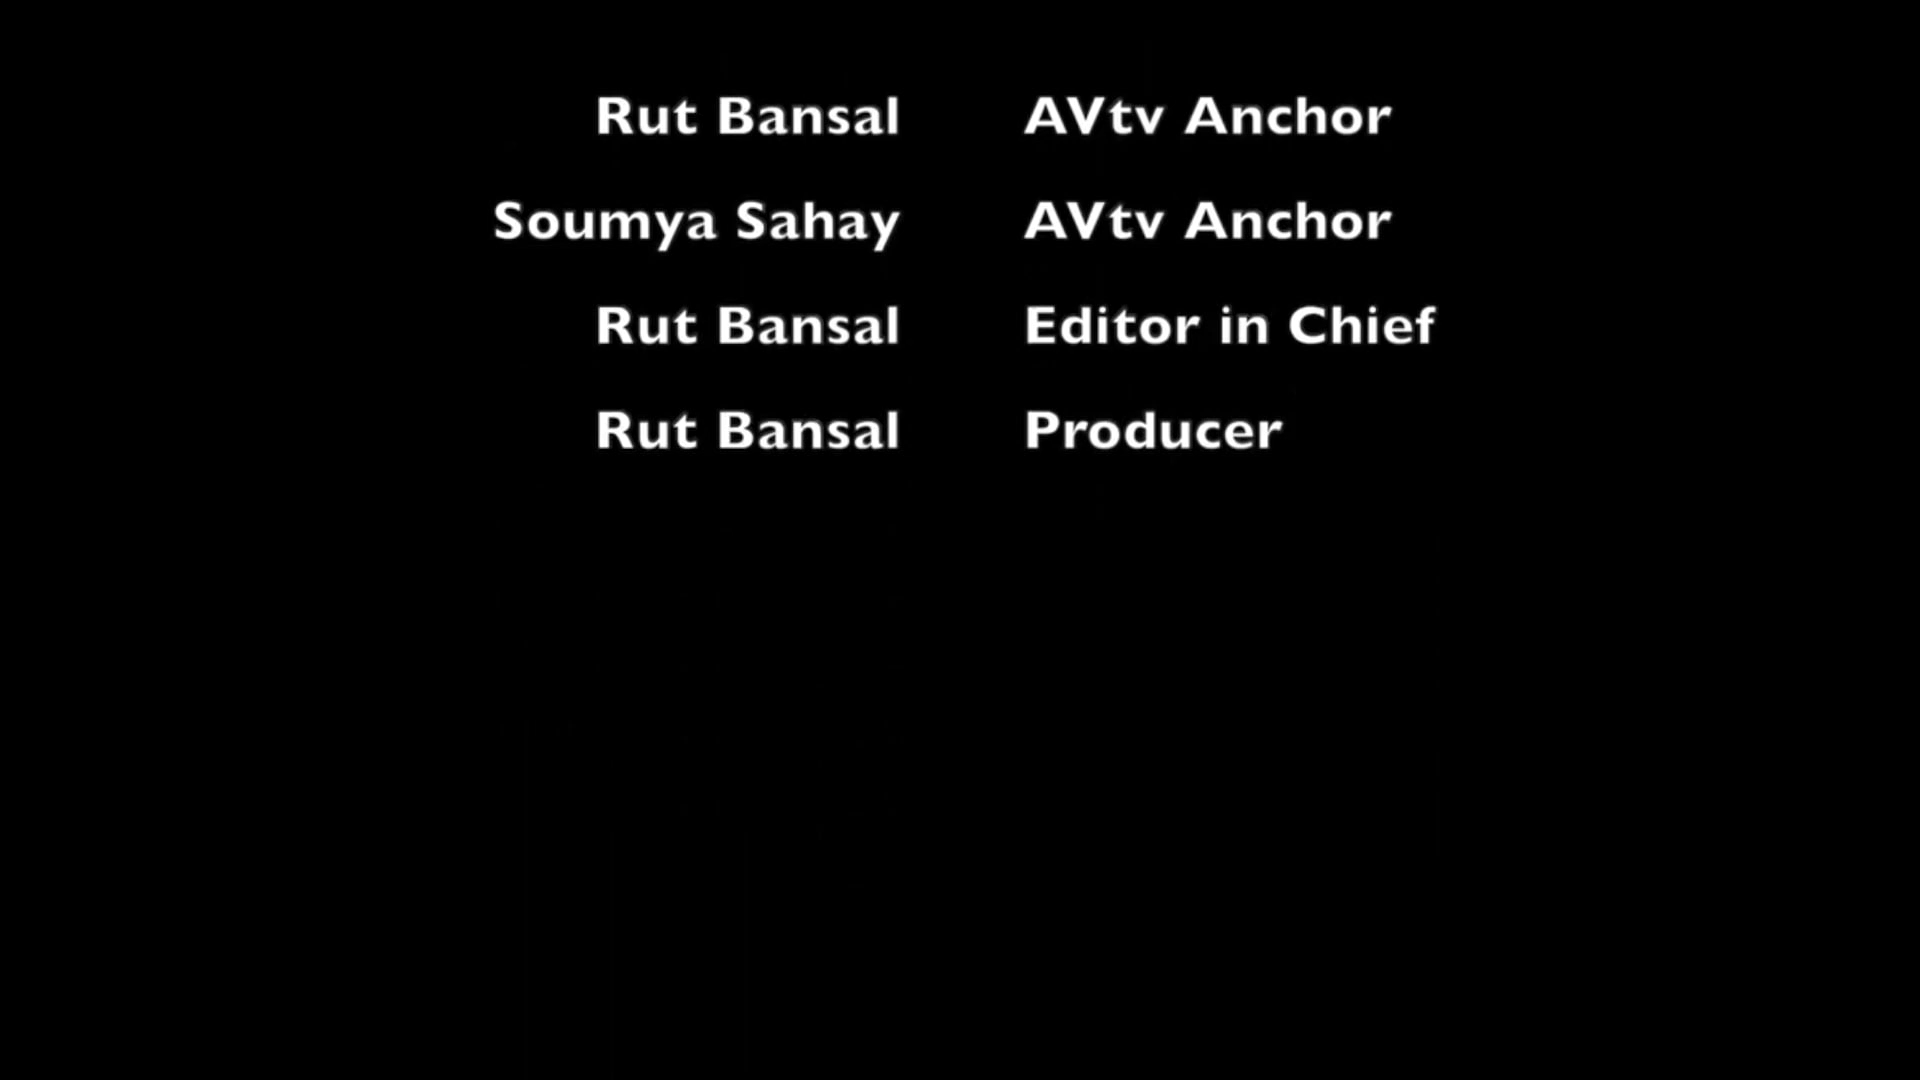 Rut Bansal AVtv Anchor
Soumya Sahay AVtv Anchor
Rut Bansal Editor in Chief
Rut Bansal Producer